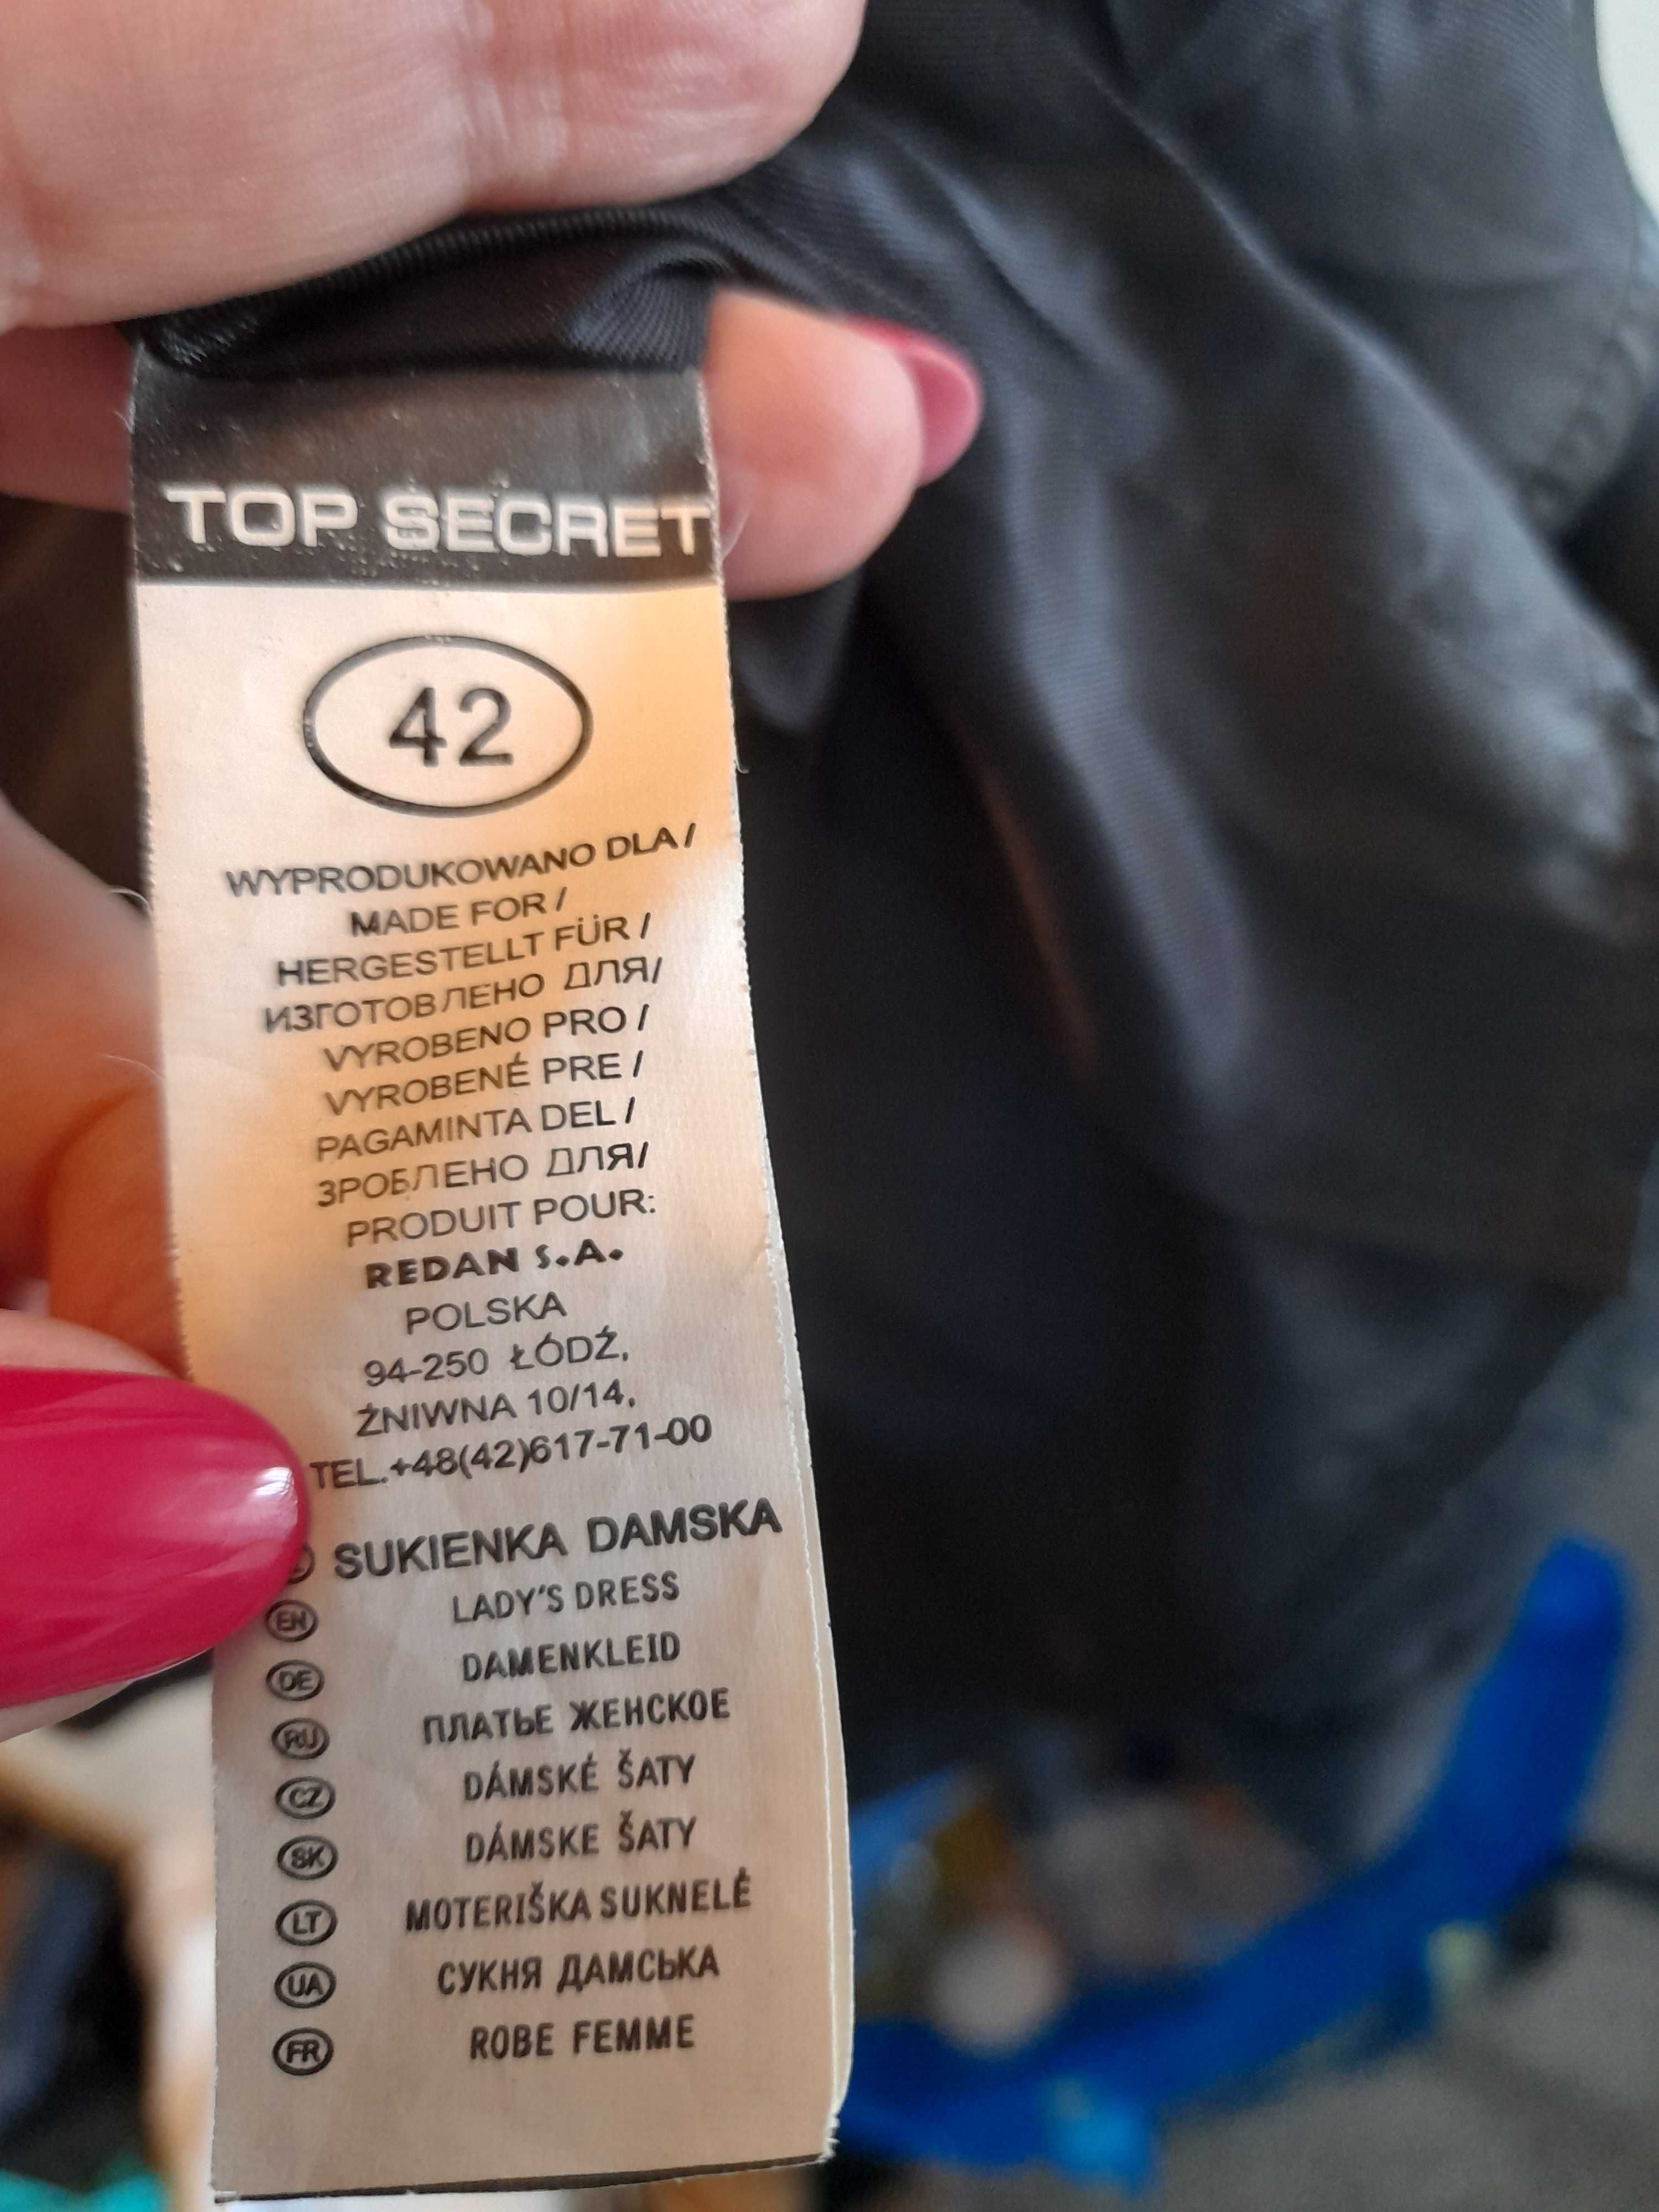 TOP SECRET
42
WYPRODUKOWANO DLA /
MADE FOR /
HERGESTELLT FÜR /
ИЗГОТОВЛЕНО ДЛЯ/
VYROBENO PRO /
VYROBENÉ PRE /
PAGAMINTA DEL /
ЗРОБЛЕНО ДЛЯ/
PRODUIT POUR:
REDAN S.A.
POLSKA
94-250 ŁÓDŹ,
ŻNIWNA 10/14,
TEL.+48(42)617-71-00
SUKIENKA DAMSKA
EN LADY'S DRESS
DE DAMENKLEID
RU ПЛАТЬЕ ЖЕНСКОЕ
CZ DÁMSKÉ ŠATY
SK DÁMSKE ŠATY
LT MOTERIŠKA SUKNELĖ
UA СУКНЯ ДАМСЬКА
FR ROBE FEMME